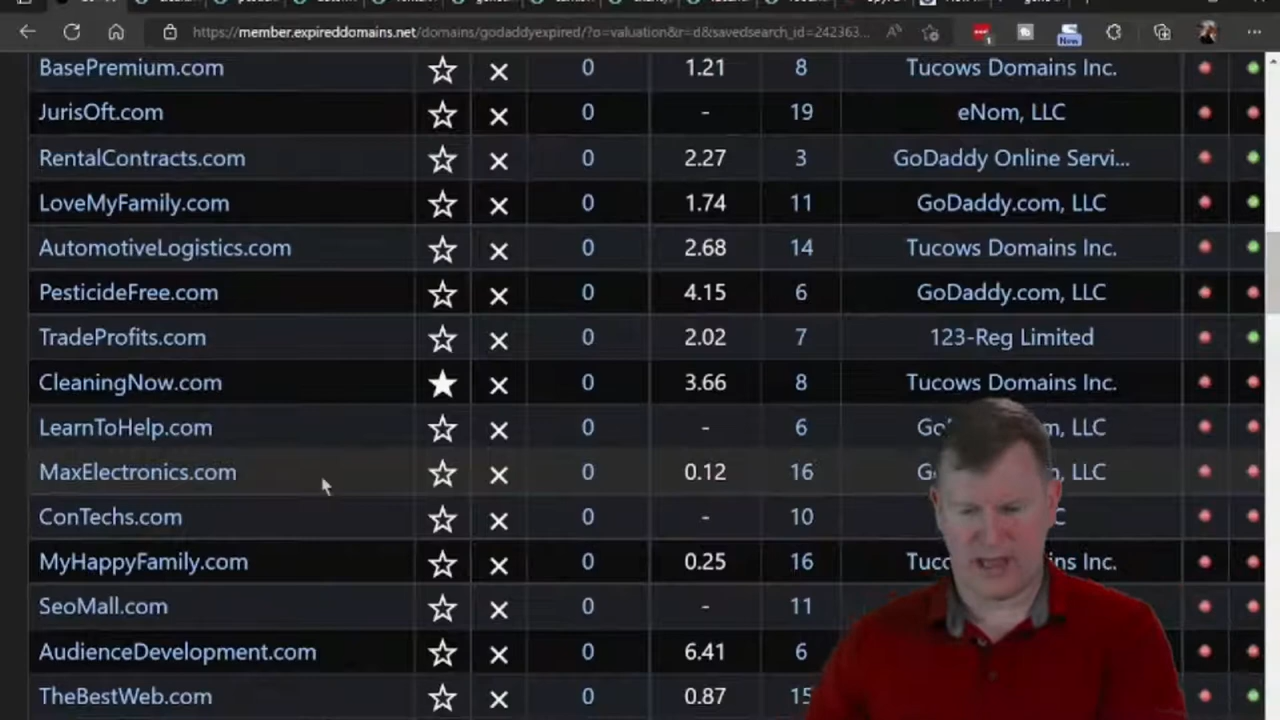 https://member.expireddomains.net/domains/godaddyexpired/?o=valuation&r=d&savedsearch_id=242363...
New
BasePremium.com 0 1.21 8 Tucows Domains Inc.
JurisOft.com 0 - 19 eNom, LLC
RentalContracts.com 0 2.27 3 GoDaddy Online Servi...
LoveMyFamily.com 0 1.74 11 GoDaddy.com, LLC
AutomotiveLogistics.com 0 2.68 14 Tucows Domains Inc.
PesticideFree.com 0 4.15 6 GoDaddy.com, LLC
TradeProfits.com 0 2.02 7 123-Reg Limited
CleaningNow.com 0 3.66 8 Tucows Domains Inc.
LearnToHelp.com 0 - 6 LLC
MaxElectronics.com 0 0.12 16 LLC
ConTechs.com 0 - 10
MyHappyFamily.com 0 0.25 16 Inc.
SeoMall.com 0 - 11
AudienceDevelopment.com 0 6.41 6
TheBestWeb.com 0 0.87 15